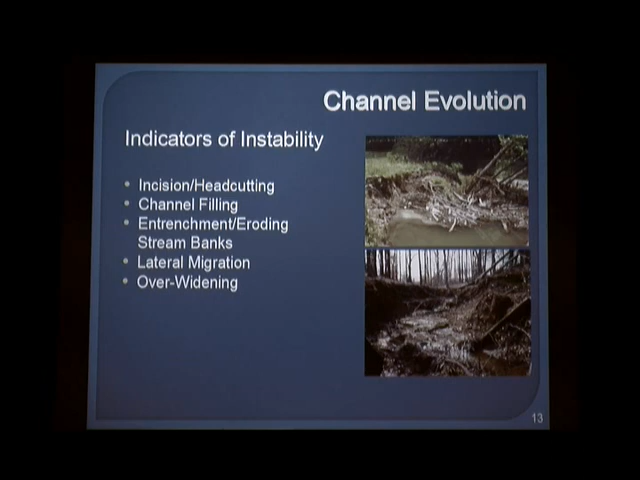 Channel Evolution
Indicators of Instability
• Incision/Headcutting
• Channel Filling
• Entrenchment/Eroding
Stream Banks
• Lateral Migration
• Over-Widening
13